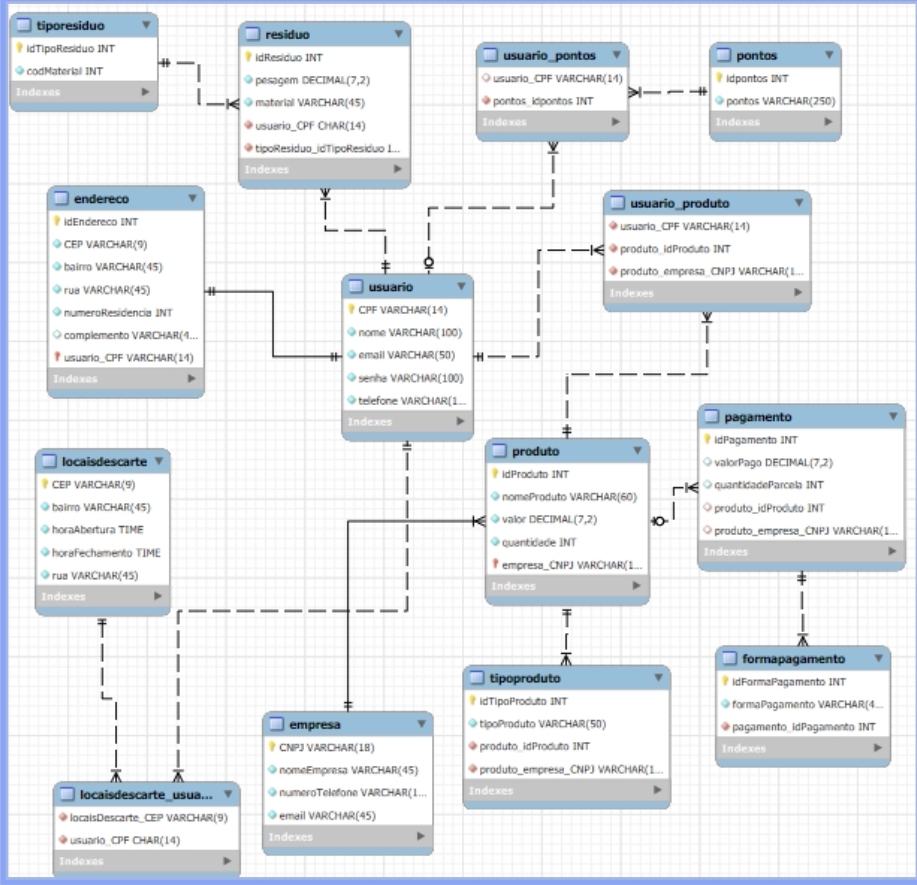 tiporesiduo
idTipoResiduo INT
codMaterial INT
Indexes
residuo
idResiduo INT
pesagem DECIMAL(7,2)
material VARCHAR(45)
usuario_CPF CHAR(14)
tipoResiduo_idTipoResiduo I...
Indexes
usuario_pontos
usuario_CPF VARCHAR(14)
pontos_idpontos INT
Indexes
pontos
idpontos INT
pontos VARCHAR(250)
Indexes
endereco
idEndereco INT
CEP VARCHAR(9)
bairro VARCHAR(45)
rua VARCHAR(45)
numeroResidencia INT
complemento VARCHAR(4...
usuario_CPF VARCHAR(14)
Indexes
usuario
CPF VARCHAR(14)
nome VARCHAR(100)
email VARCHAR(50)
senha VARCHAR(100)
telefone VARCHAR(1...
Indexes
usuario_produto
usuario_CPF VARCHAR(14)
produto_idProduto INT
produto_empresa_CNPJ VARCHAR(1...
Indexes
locaisdescarte
CEP VARCHAR(9)
bairro VARCHAR(45)
horaAbertura TIME
horaFechamento TIME
rua VARCHAR(45)
Indexes
produto
idProduto INT
nomeProduto VARCHAR(60)
valor DECIMAL(7,2)
quantidade INT
empresa_CNPJ VARCHAR(1...
Indexes
pagamento
idPagamento INT
valorPago DECIMAL(7,2)
quantidadeParcela INT
produto_idProduto INT
produto_empresa_CNPJ VARCHAR(1...
Indexes
locaisdescarte_usua...
locaisDescarte_CEP VARCHAR(9)
usuario_CPF CHAR(14)
Indexes
empresa
CNPJ VARCHAR(18)
nomeEmpresa VARCHAR(45)
numeroTelefone VARCHAR(1...
email VARCHAR(45)
Indexes
tipoproduto
idTipoProduto INT
tipoProduto VARCHAR(50)
produto_idProduto INT
produto_empresa_CNPJ VARCHAR(1...
Indexes
formapagamento
idFormaPagamento INT
formaPagamento VARCHAR(4...
pagamento_idPagamento INT
Indexes